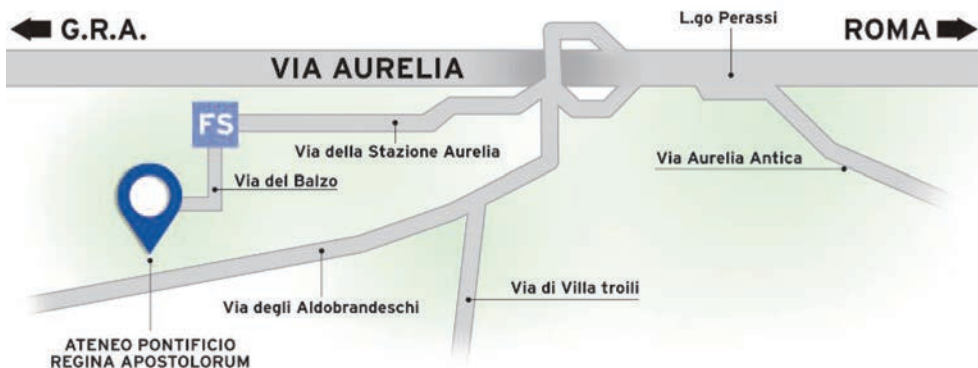 L.go Perassi
G.R.A.
ROMA
VIA AURELIA
FS
Via della Stazione Aurelia
Via Aurelia Antica
Via del Balzo
Via di Villa troili
Via degli Aldobrandeschi
ATENEO PONTIFICIO
REGINA APOSTOLORUM